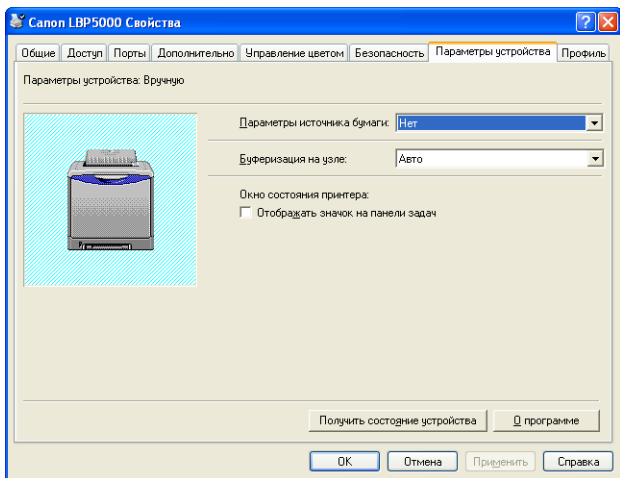 Canon LBP5000 Свойства
Общие Доступ Порты Дополнительно Управление цветом Безопасность Параметры устройства Профиль
Параметры устройства: Вручную
Параметры источника бумаги: Нет
Буферизация на узле: Авто
Окно состояния принтера:
Отображать значок на панели задач
Получить состояние устройства О программе
OK Отмена Применить Справка